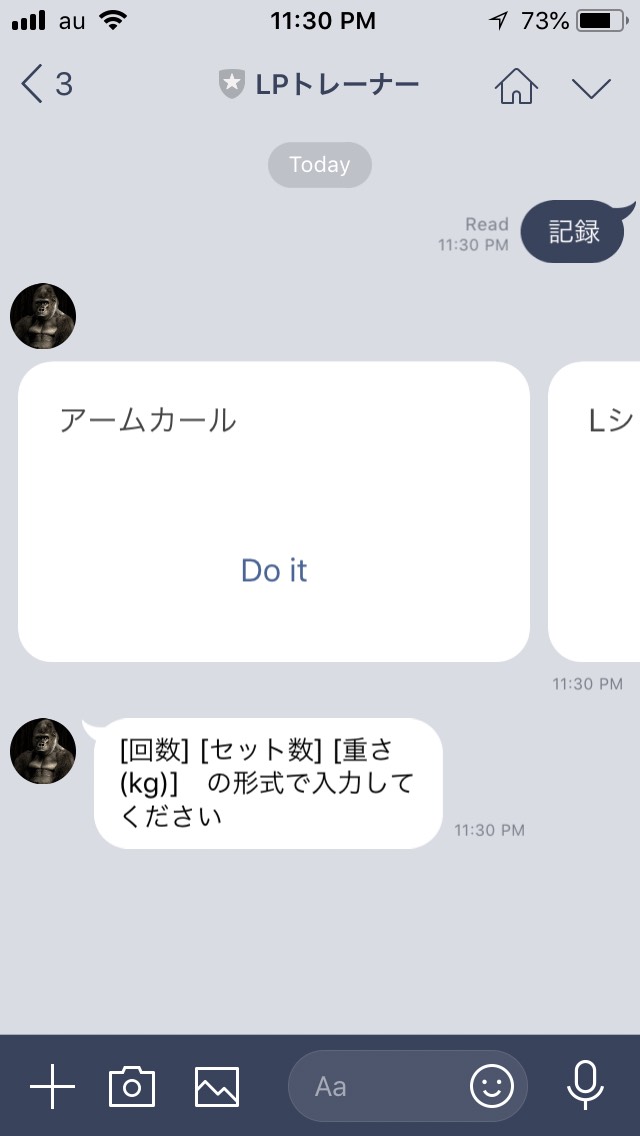 au 11:30 PM 73%
3 LPトレーナー
Today
Read
11:30 PM
記録
アームカール
Lシ
Do it
11:30 PM
[回数] [セット数] [重さ
(kg)]　の形式で入力して
ください
11:30 PM
Aa